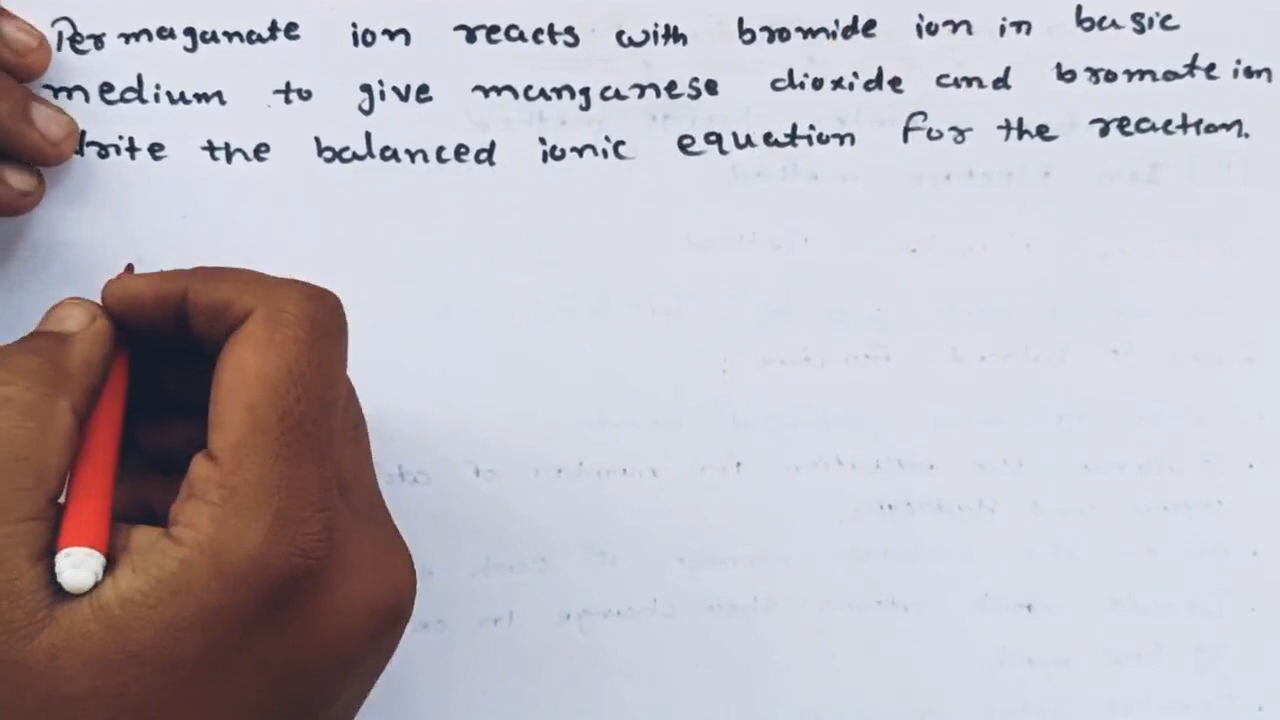 Permaganate ion reacts with bromide ion in basic
medium to give manganese dioxide and bromate ion
Write the balanced ionic equation for the reaction.